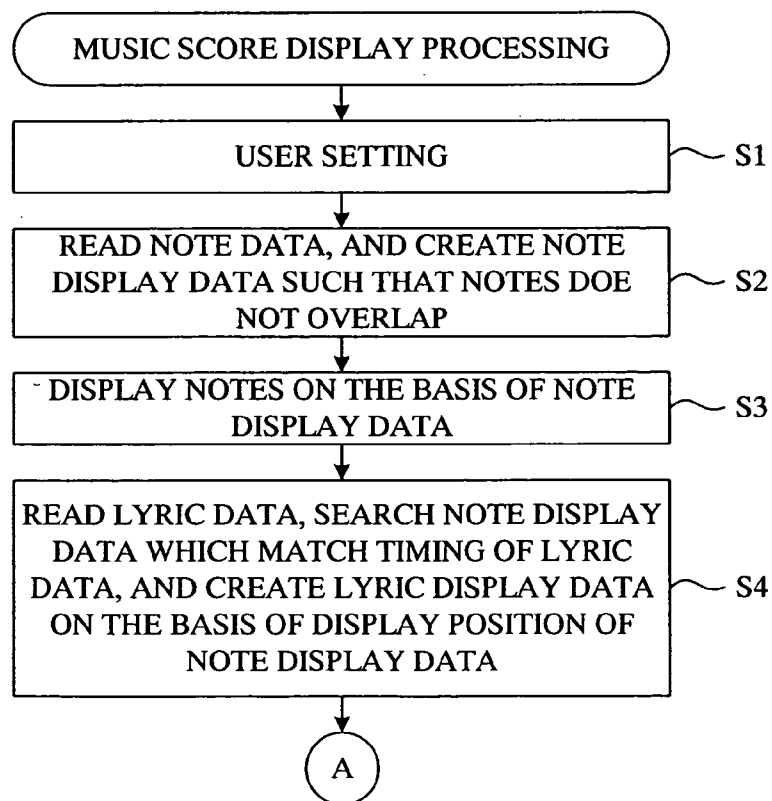 MUSIC SCORE DISPLAY PROCESSING
USER SETTING
S1
READ NOTE DATA, AND CREATE NOTE
DISPLAY DATA SUCH THAT NOTES DOE
NOT OVERLAP
S2
DISPLAY NOTES ON THE BASIS OF NOTE
DISPLAY DATA
S3
READ LYRIC DATA, SEARCH NOTE DISPLAY
DATA WHICH MATCH TIMING OF LYRIC
DATA, AND CREATE LYRIC DISPLAY DATA
ON THE BASIS OF DISPLAY POSITION OF
NOTE DISPLAY DATA
S4
A